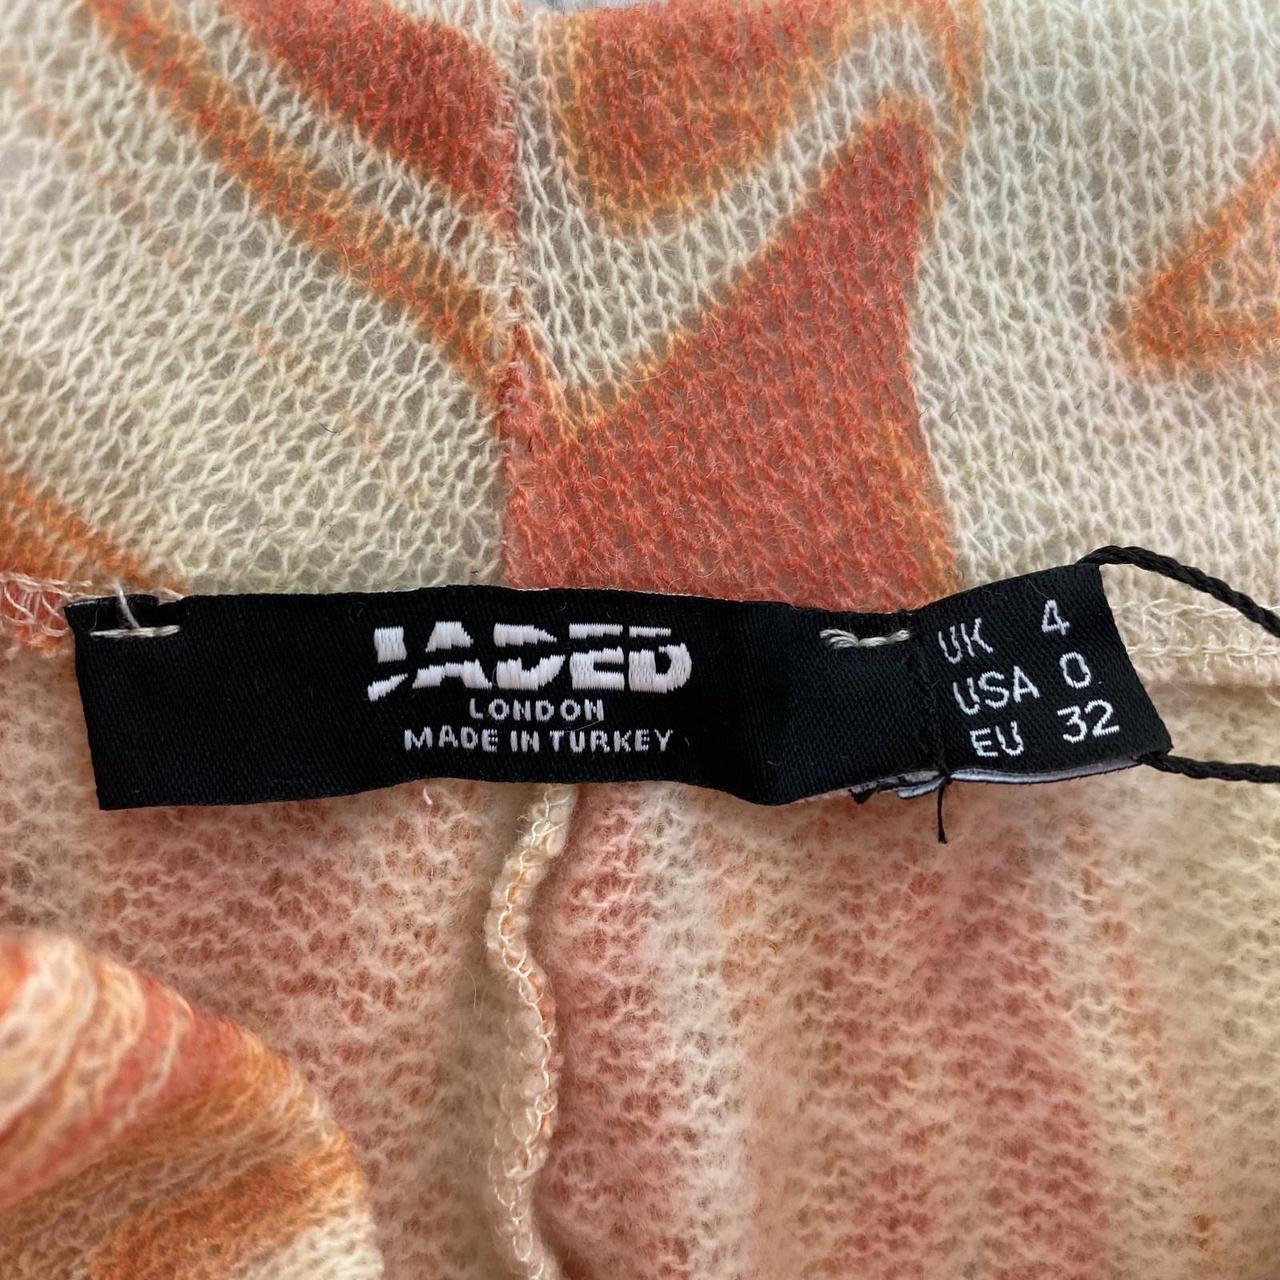 JADED
LONDON
MADE IN TURKEY
UK 4
USA 0
EU 32